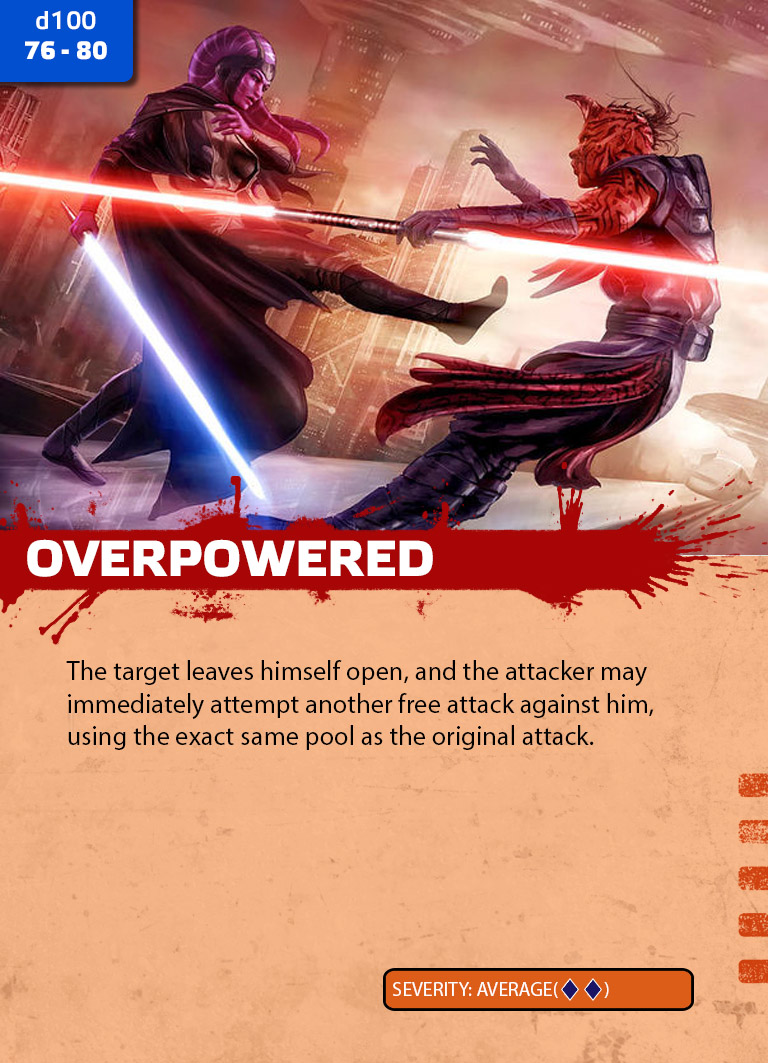 d100
76 - 80
OVERPOWERED
The target leaves himself open, and the attacker may
immediately attempt another free attack against him,
using the exact same pool as the original attack.
SEVERITY: AVERAGE(♦♦)